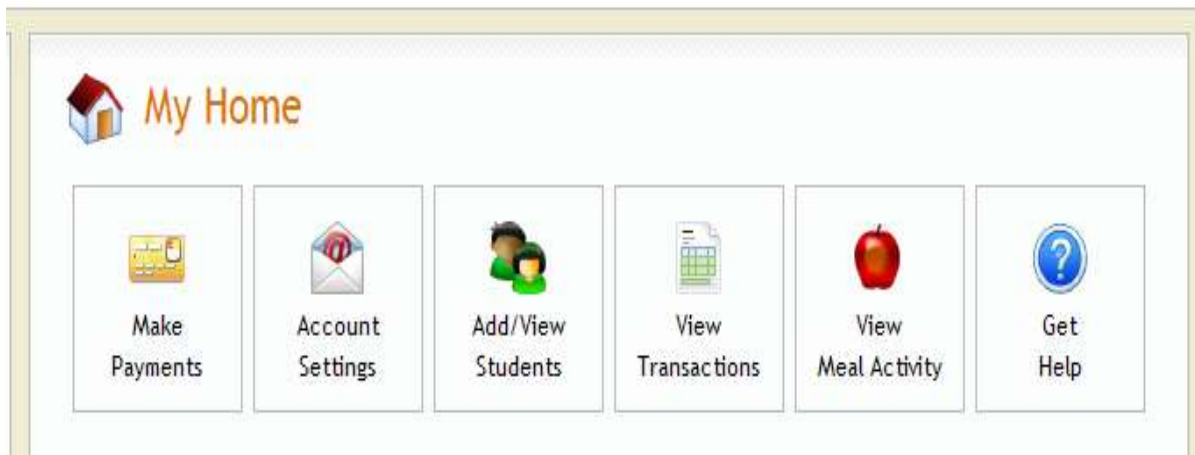 My Home
Make
Payments
Account
Settings
Add/View
Students
View
Transactions
View
Meal Activity
Get
Help